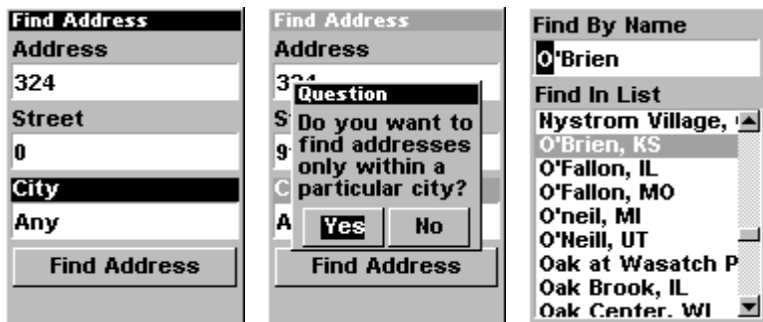 Find Address
Address
324
Street
0
City
Any
Find Address
Find Address
Address
Question
Do you want to
find addresses
only within a
particular city?
Yes No
Find Address
Find By Name
O'Brien
Find In List
Nystrom Village,
O'Brien, KS
O'Fallon, IL
O'Fallon, MO
O'neil, MI
O'Neill, UT
Oak at Wasatch P
Oak Brook, IL
Oak Center, WI